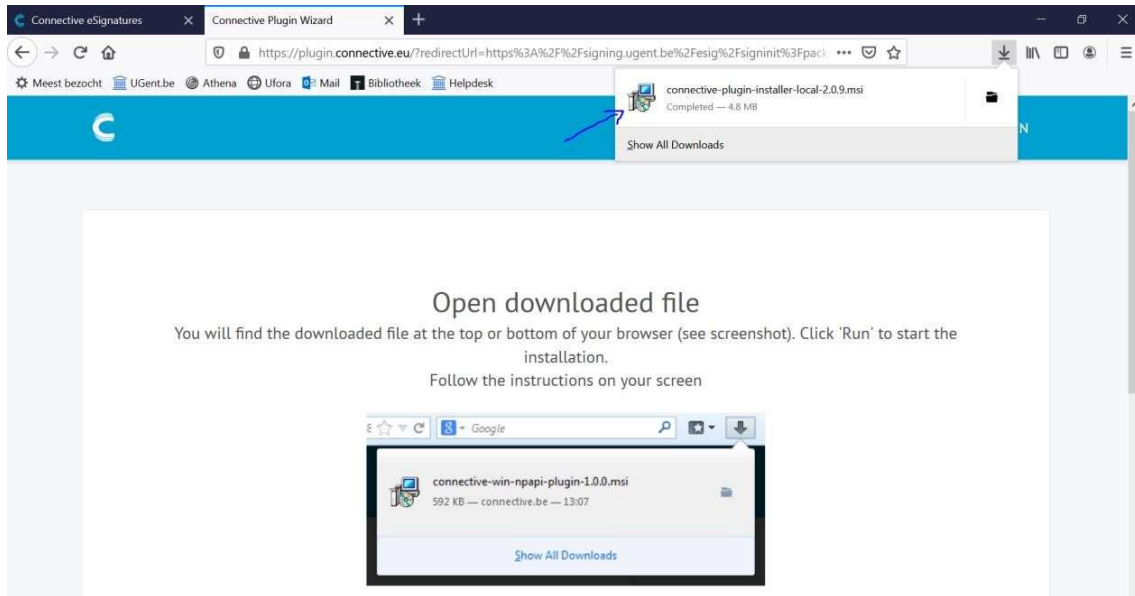 Connective eSignatures
Connective Plugin Wizard
https://plugin.connective.eu/?redirectUrl=https%3A%2F%2Fsigning.ugent.be%2Fesig%2Fsigninit%3Fpack
Meest bezocht UGent.be Athena Ufora Mail Bibliotheek Helpdesk
connective-plugin-installer-local-2.0.9.msi
Completed — 4.8 MB
Show All Downloads
N
Open downloaded file
You will find the downloaded file at the top or bottom of your browser (see screenshot). Click 'Run' to start the
installation.
Follow the instructions on your screen
Google
connective-win-npapi-plugin-1.0.0.msi
592 KB — connective.be — 13:07
Show All Downloads